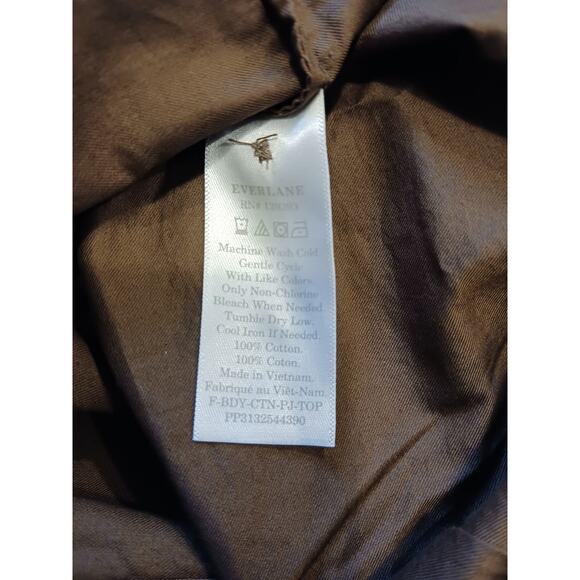 EVERLANE
RN#
Machine Wash Cold
Gentle Cycle
With Like Colors.
Only Non-Chlorine
Bleach When Needed
Tumble Dry Low.
Cool Iron If Needed.
100% Cotton.
100% Coton.
Made in Vietnam.
Fabriqué au Viêt-Nam.
F-BDY-CTN-PJ-TOP
PP3132544390